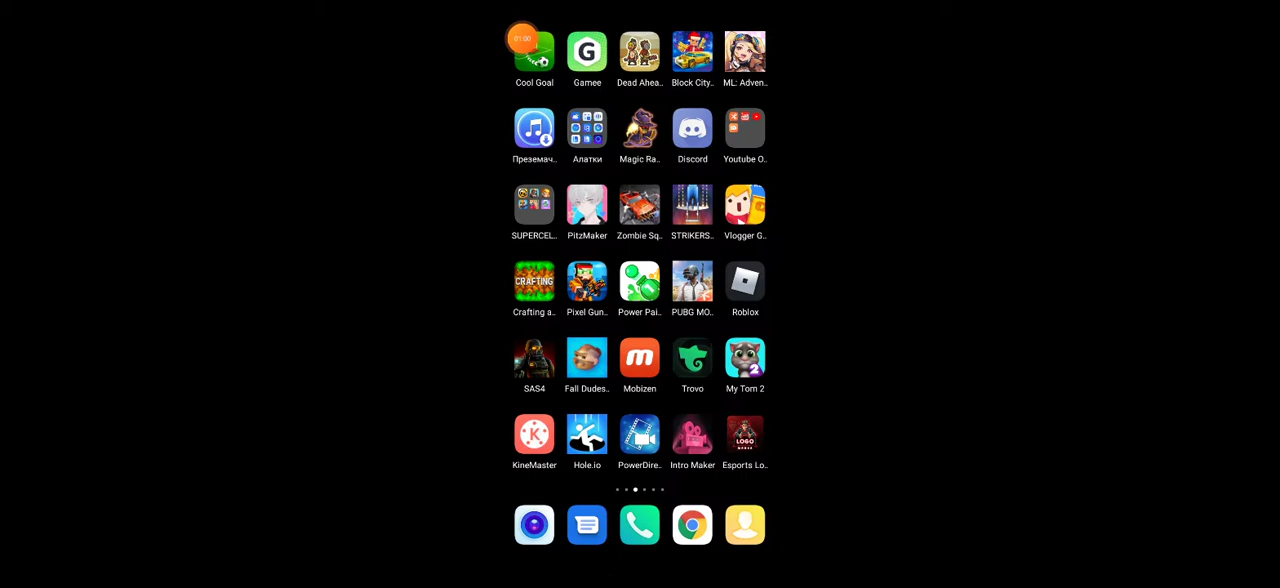 01:00
Cool Goal
Gamee
Dead Ahea..
Block City..
ML: Adven..
Преземач..
Алатки
Magic Ra..
Discord
Youtube O..
SUPERCEL..
PitzMaker
Zombie Sq..
STRIKERS..
Vlogger G..
CRAFTING
Crafting a..
Pixel Gun..
Power Pai..
PUBG MO..
Roblox
SAS4
Fall Dudes..
Mobizen
Trovo
My Tom 2
KineMaster
Hole.io
PowerDire..
Intro Maker
LOGO
Esports Lo..